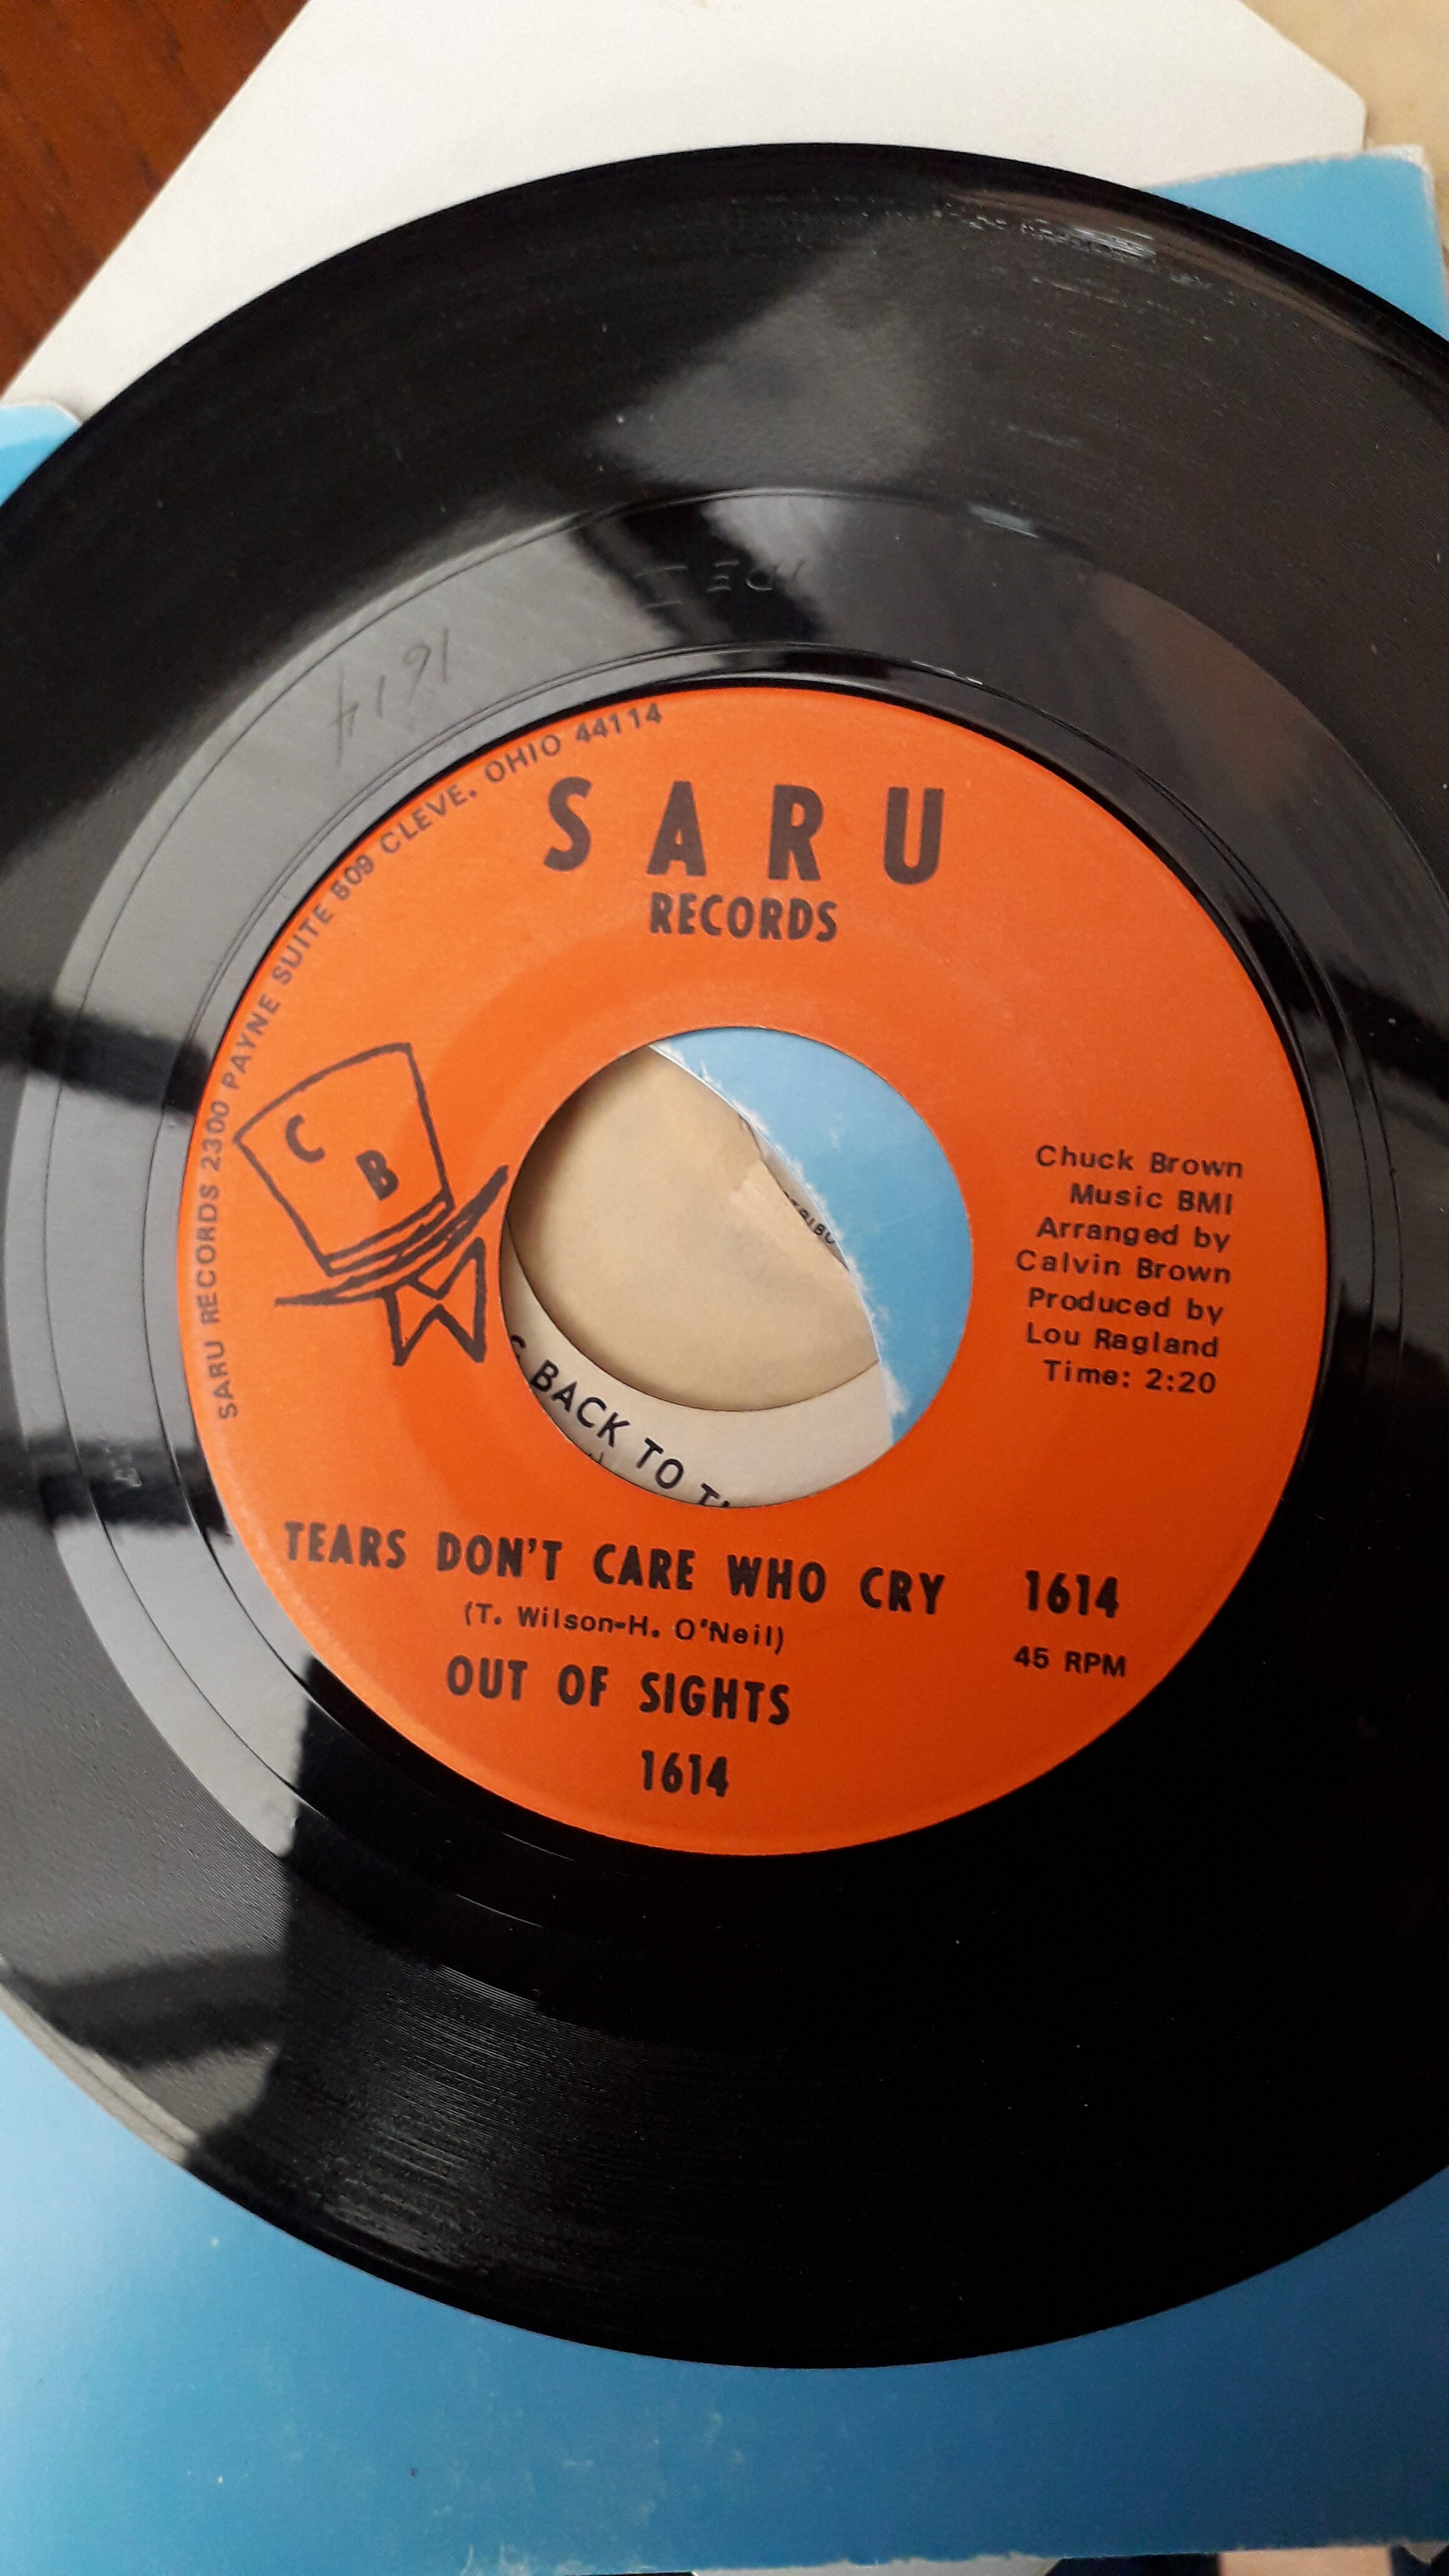 1614
SARU RECORDS 2300 PAYNE SUITE 509 CLEVE. OHIO 44114
SARU
RECORDS
C
B
Chuck Brown
Music BMI
Arranged by
Calvin Brown
Produced by
Lou Ragland
Time: 2:20
BACK TO
TEARS DON'T CARE WHO CRY 1614
(T. Wilson-H. O'Neil)
45 RPM
OUT OF SIGHTS
1614